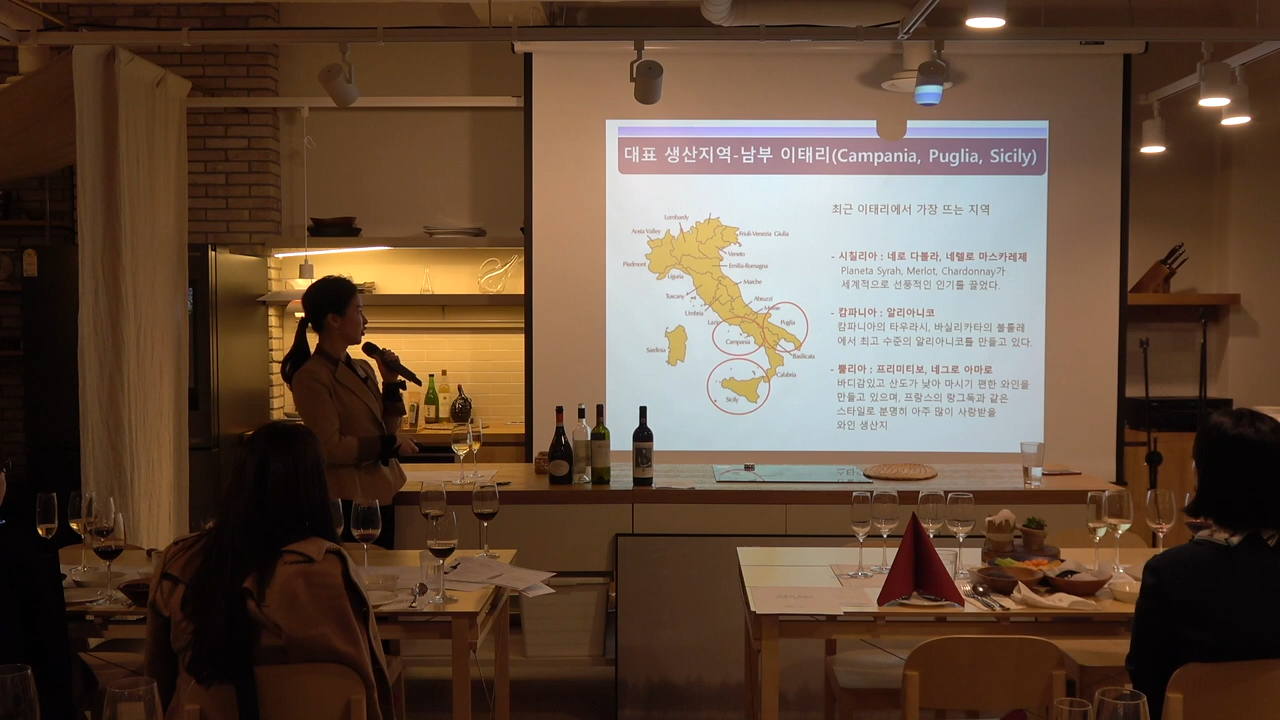 대표 생산지역-남부 이태리(Campania, Puglia, Sicily)
최근 이태리에서 가장 뜨는 지역
- 시칠리아 : 네로 다볼라, 네렐로 마스카레제
Planeta Syrah, Merlot, Chardonnay가
세계적으로 선풍적인 인기를 끌었다.
- 캄파니아 : 알리아니코
캄파니아의 타우라시, 바실리카타의 불툴레
에서 최고 수준의 알리아니코를 만들고 있다.
- 뿔리아 : 프리미티보, 네그로 아마로
바디감있고 산도가 낮아 마시기 편한 와인을
만들고 있으며, 프랑스의 랑그독과 같은
스타일로 분명히 아주 많이 사랑받을
와인 생산지
Lombardy
Aosta Valley
Friuli-Venezia Giulia
Veneto
Piedmont
Emilia-Romagna
Liguria
Marche
Tuscany
Abruzzi
Umbria
Molise
Lazio
Puglia
Campania
Sardinia
Basilicata
Calabria
Sicily